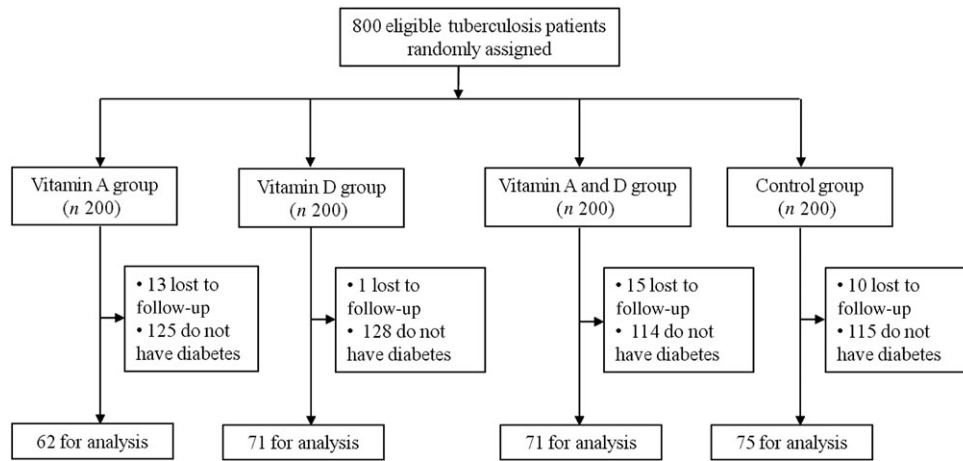 800 eligible tuberculosis patients
randomly assigned
Vitamin A group
(n 200)
Vitamin D group
(n 200)
Vitamin A and D group
(n 200)
Control group
(n 200)
• 13 lost to
follow-up
• 125 do not
have diabetes
• 1 lost to
follow-up
• 128 do not
have diabetes
• 15 lost to
follow-up
• 114 do not
have diabetes
• 10 lost to
follow-up
• 115 do not
have diabetes
62 for analysis
71 for analysis
71 for analysis
75 for analysis